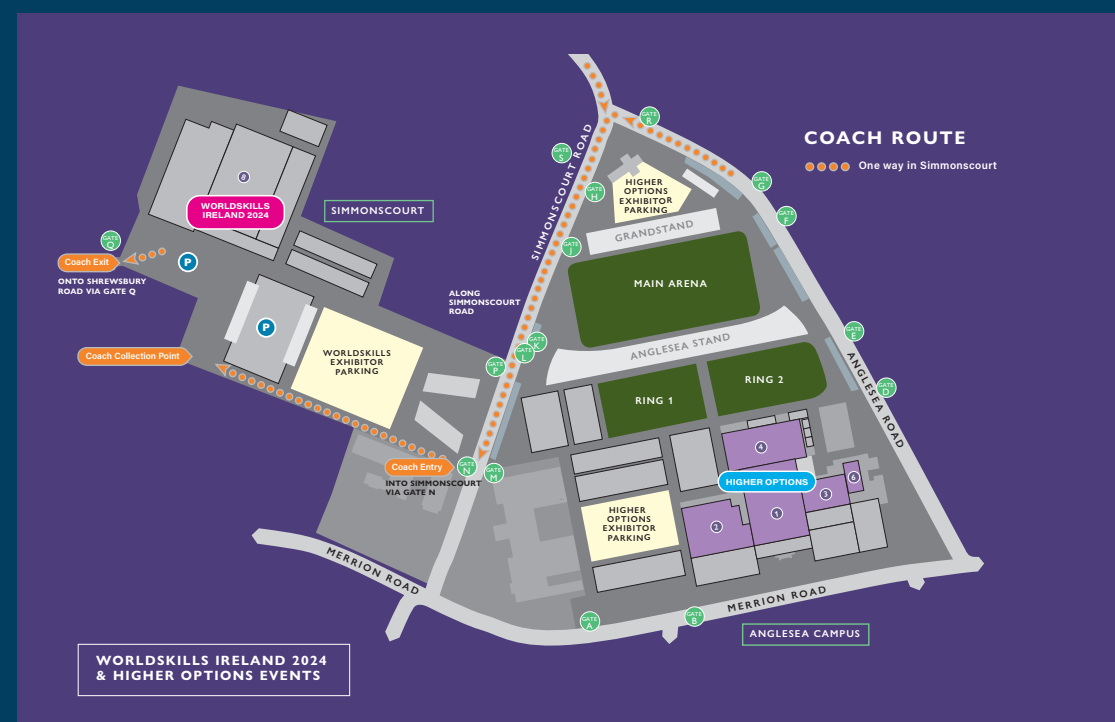 COACH ROUTE
One way in Simmonscourt
GATE
R
GATE
S
SIMMONSCOURT ROAD
GATE
H
GATE
G
GATE
F
HIGHER
OPTIONS
EXHIBITOR
PARKING
8
WORLDSKILLS
IRELAND 2024
SIMMONSCOURT
GRANDSTAND
GATE
J
GATE
Q
Coach Exit
P
ONTO SHREWSBURY
ROAD VIA GATE Q
MAIN ARENA
ALONG
SIMMONSCOURT
ROAD
P
GATE
K
GATE
L
GATE
P
GATE
E
ANGLESEA STAND
Coach Collection Point
WORLDSKILLS
EXHIBITOR
PARKING
ANGLESEA ROAD
GATE
D
RING 2
RING 1
4
Coach Entry
GATE
N
GATE
M
INTO SIMMONSCOURT
VIA GATE N
HIGHER OPTIONS
6
3
1
2
HIGHER
OPTIONS
EXHIBITOR
PARKING
MERRION ROAD
MERRION ROAD
GATE
A
GATE
B
ANGLESEA CAMPUS
WORLDSKILLS IRELAND 2024
& HIGHER OPTIONS EVENTS